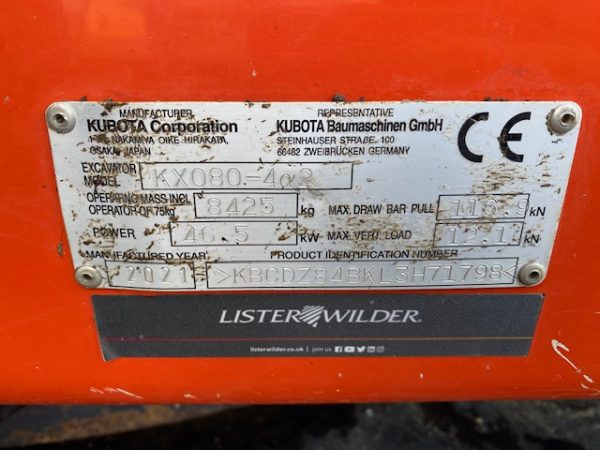 MANUFACTURER
KUBOTA Corporation
NAKAMIYA OIKE, HIRAKATA,
OSAKA JAPAN
REPRESENTATIVE
KUBOTA Baumaschinen GmbH
STEINHAUSER STRAßE. 100
66482 ZWEIBRÜCKEN GERMANY
CE
EXCAVATOR MODEL KX080-4α2
OPERATING MASS INCL OPERATOR OF 75kg 8425 kg
MAX. DRAW BAR PULL kN
POWER 46.5 kW
MAX. VERT. LOAD 12.1 kN
MANUFACTURED YEAR
2021
PRODUCT IDENTIFICATION NUMBER
>KBCDZ84BKL3H71798<
LISTER WILDER
listerwilder.co.uk | join us